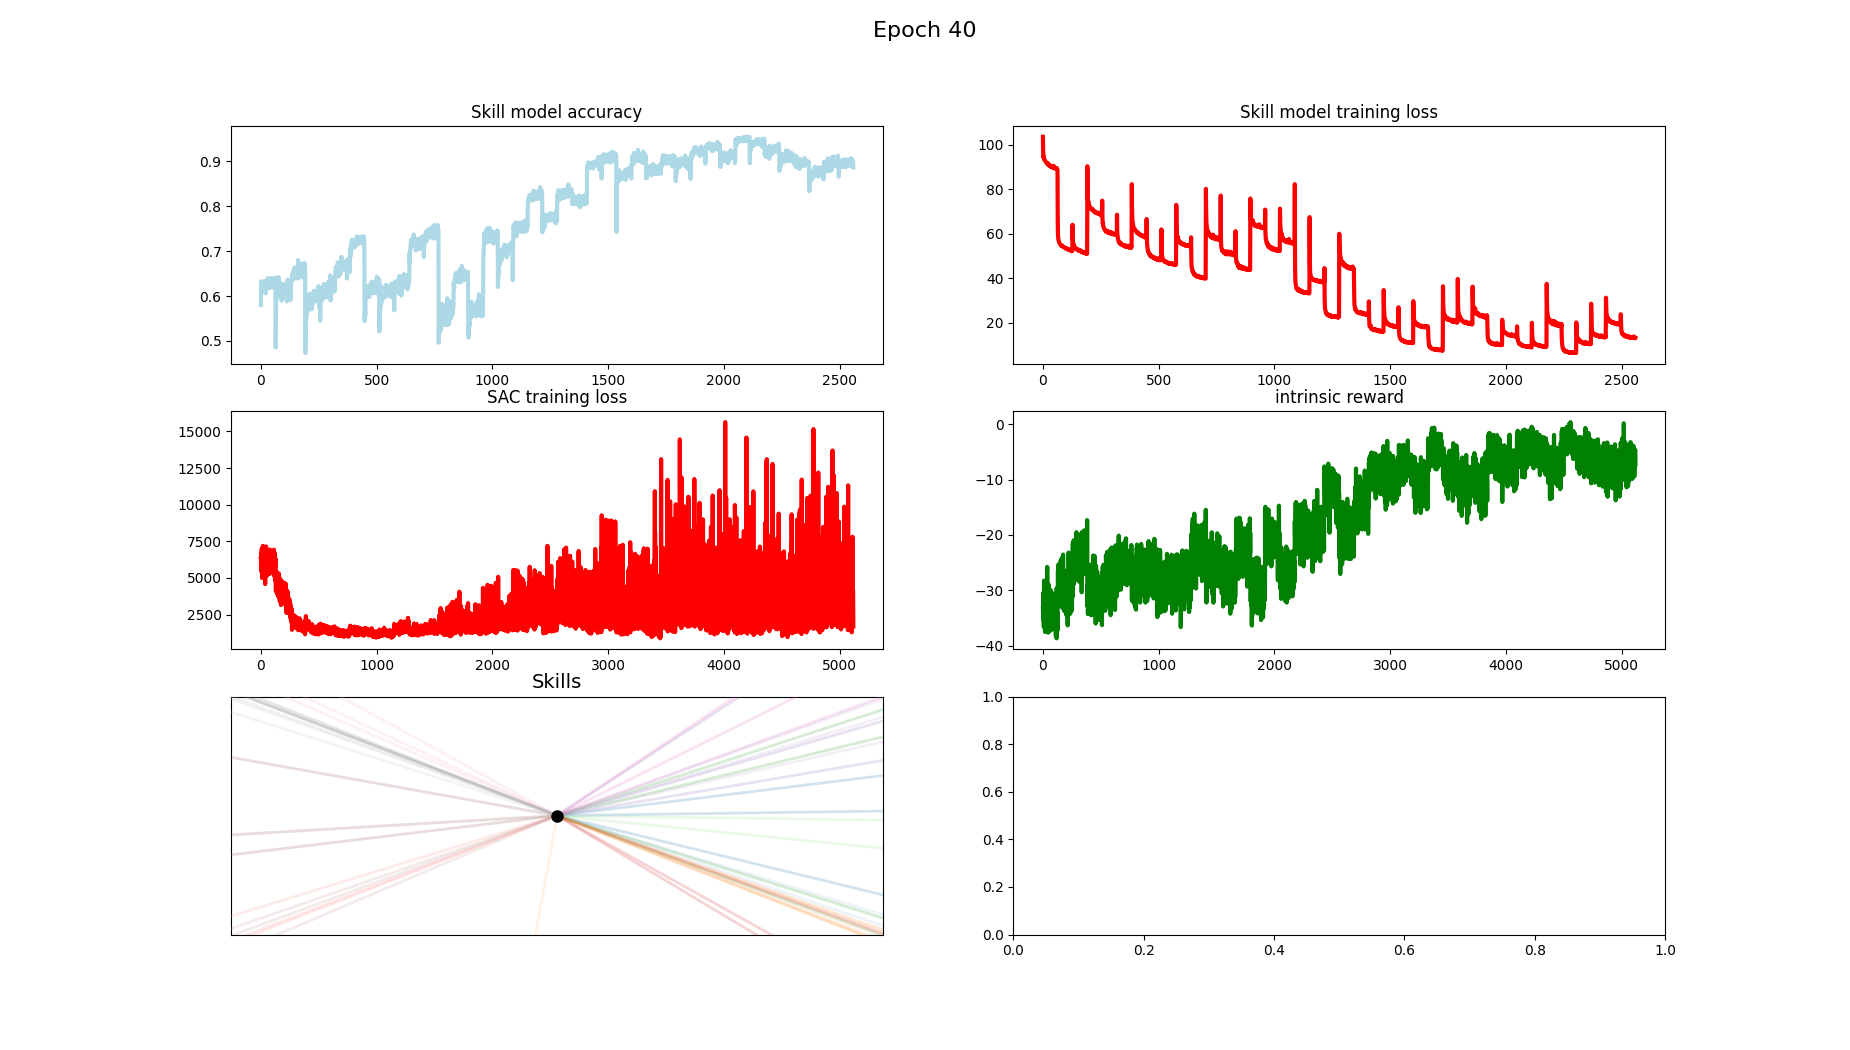 Epoch 40
Skill model accuracy
0.9
0.8
0.7
0.6
0.5
0 500 1000 1500 2000 2500
Skill model training loss
100
80
60
40
20
0 500 1000 1500 2000 2500
SAC training loss
15000
12500
10000
7500
5000
2500
0 1000 2000 3000 4000 5000
intrinsic reward
0
−10
−20
−30
−40
0 1000 2000 3000 4000 5000
Skills
1.0
0.8
0.6
0.4
0.2
0.0
0.0 0.2 0.4 0.6 0.8 1.0